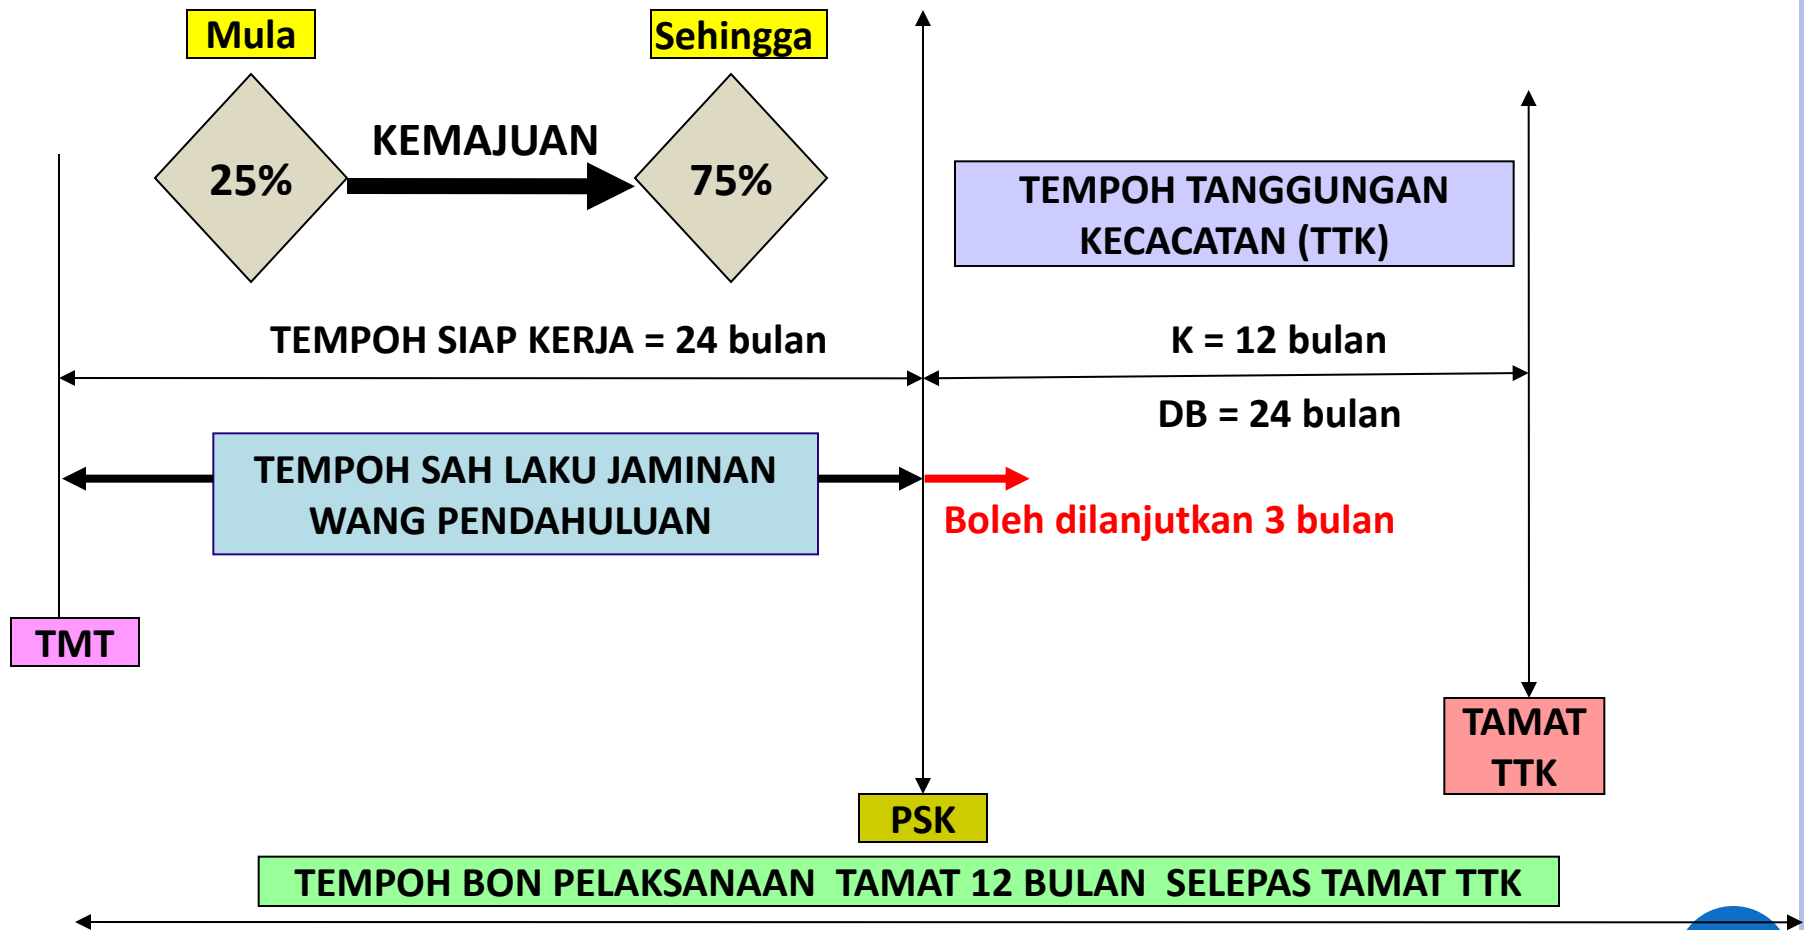 Mula
Sehingga
KEMAJUAN
25%
75%
TEMPOH TANGGUNGAN
KECACATAN (TTK)
TEMPOH SIAP KERJA = 24 bulan
K = 12 bulan
DB = 24 bulan
TEMPOH SAH LAKU JAMINAN
WANG PENDAHULUAN
Boleh dilanjutkan 3 bulan
TMT
TAMAT
TTK
PSK
TEMPOH BON PELAKSANAAN TAMAT 12 BULAN SELEPAS TAMAT TTK